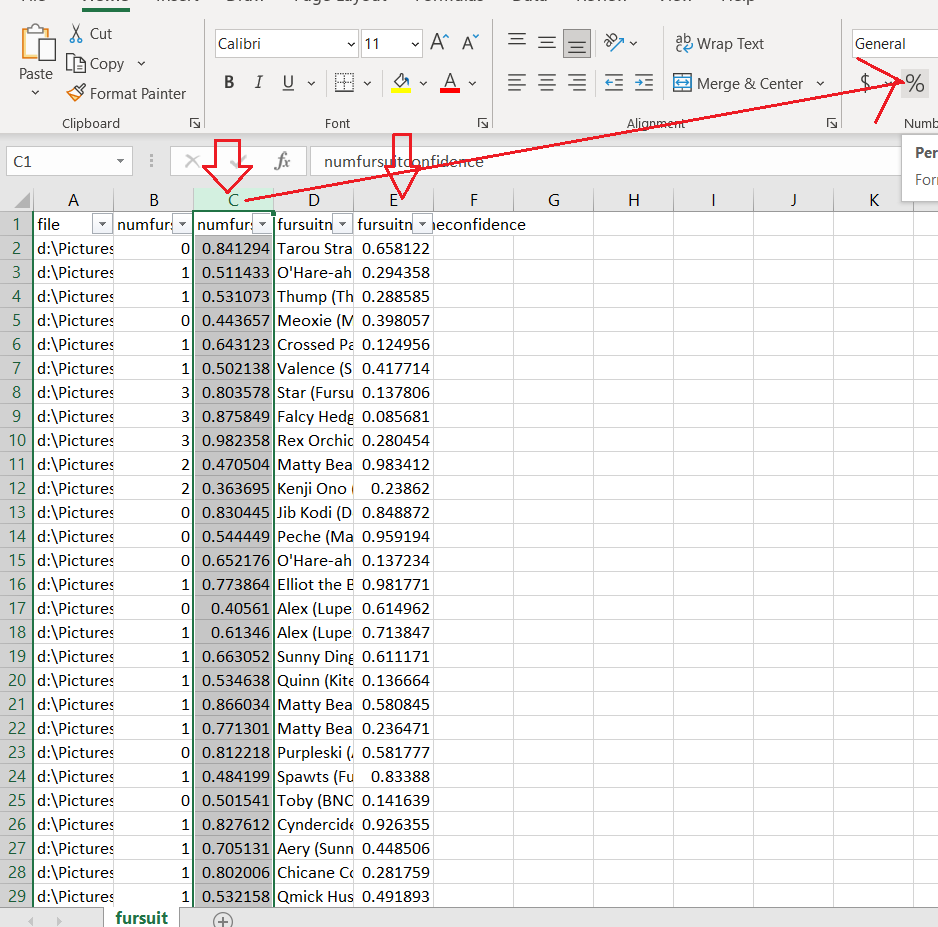 Home Insert Draw Page Layout Formulas Data Review View Help
Paste
Cut
Copy
Format Painter
Clipboard
Calibri 11
B I U
Font
Wrap Text
Merge & Center
Alignment
General
$ %
Numb
C1
fx
numfursuitconfidence
Per
For
A B C D E F G H I J K
1 file numfurs numfurs fursuitn fursuitn neconfidence
2 d:\Pictures 0 0.841294 Tarou Stra 0.658122
3 d:\Pictures 1 0.511433 O'Hare-ah 0.294358
4 d:\Pictures 1 0.531073 Thump (Th 0.288585
5 d:\Pictures 0 0.443657 Meoxie (M 0.398057
6 d:\Pictures 1 0.643123 Crossed Pa 0.124956
7 d:\Pictures 1 0.502138 Valence (S 0.417714
8 d:\Pictures 3 0.803578 Star (Fursu 0.137806
9 d:\Pictures 3 0.875849 Falcy Hedg 0.085681
10 d:\Pictures 3 0.982358 Rex Orchid 0.280454
11 d:\Pictures 2 0.470504 Matty Bea 0.983412
12 d:\Pictures 2 0.363695 Kenji Ono ( 0.23862
13 d:\Pictures 0 0.830445 Jib Kodi (D 0.848872
14 d:\Pictures 0 0.544449 Peche (Ma 0.959194
15 d:\Pictures 0 0.652176 O'Hare-ah 0.137234
16 d:\Pictures 1 0.773864 Elliot the B 0.981771
17 d:\Pictures 0 0.40561 Alex (Lupe 0.614962
18 d:\Pictures 1 0.61346 Alex (Lupe 0.713847
19 d:\Pictures 1 0.663052 Sunny Ding 0.611171
20 d:\Pictures 1 0.534638 Quinn (Kite 0.136664
21 d:\Pictures 1 0.866034 Matty Bea 0.580845
22 d:\Pictures 1 0.771301 Matty Bea 0.236471
23 d:\Pictures 0 0.812218 Purpleski (A 0.581777
24 d:\Pictures 1 0.484199 Spawts (Fu 0.83388
25 d:\Pictures 0 0.501541 Toby (BNC 0.141639
26 d:\Pictures 1 0.827612 Cyndercide 0.926355
27 d:\Pictures 1 0.705131 Aery (Sunn 0.448506
28 d:\Pictures 1 0.802006 Chicane Co 0.281759
29 d:\Pictures 1 0.532158 Qmick Hus 0.491893
fursuit